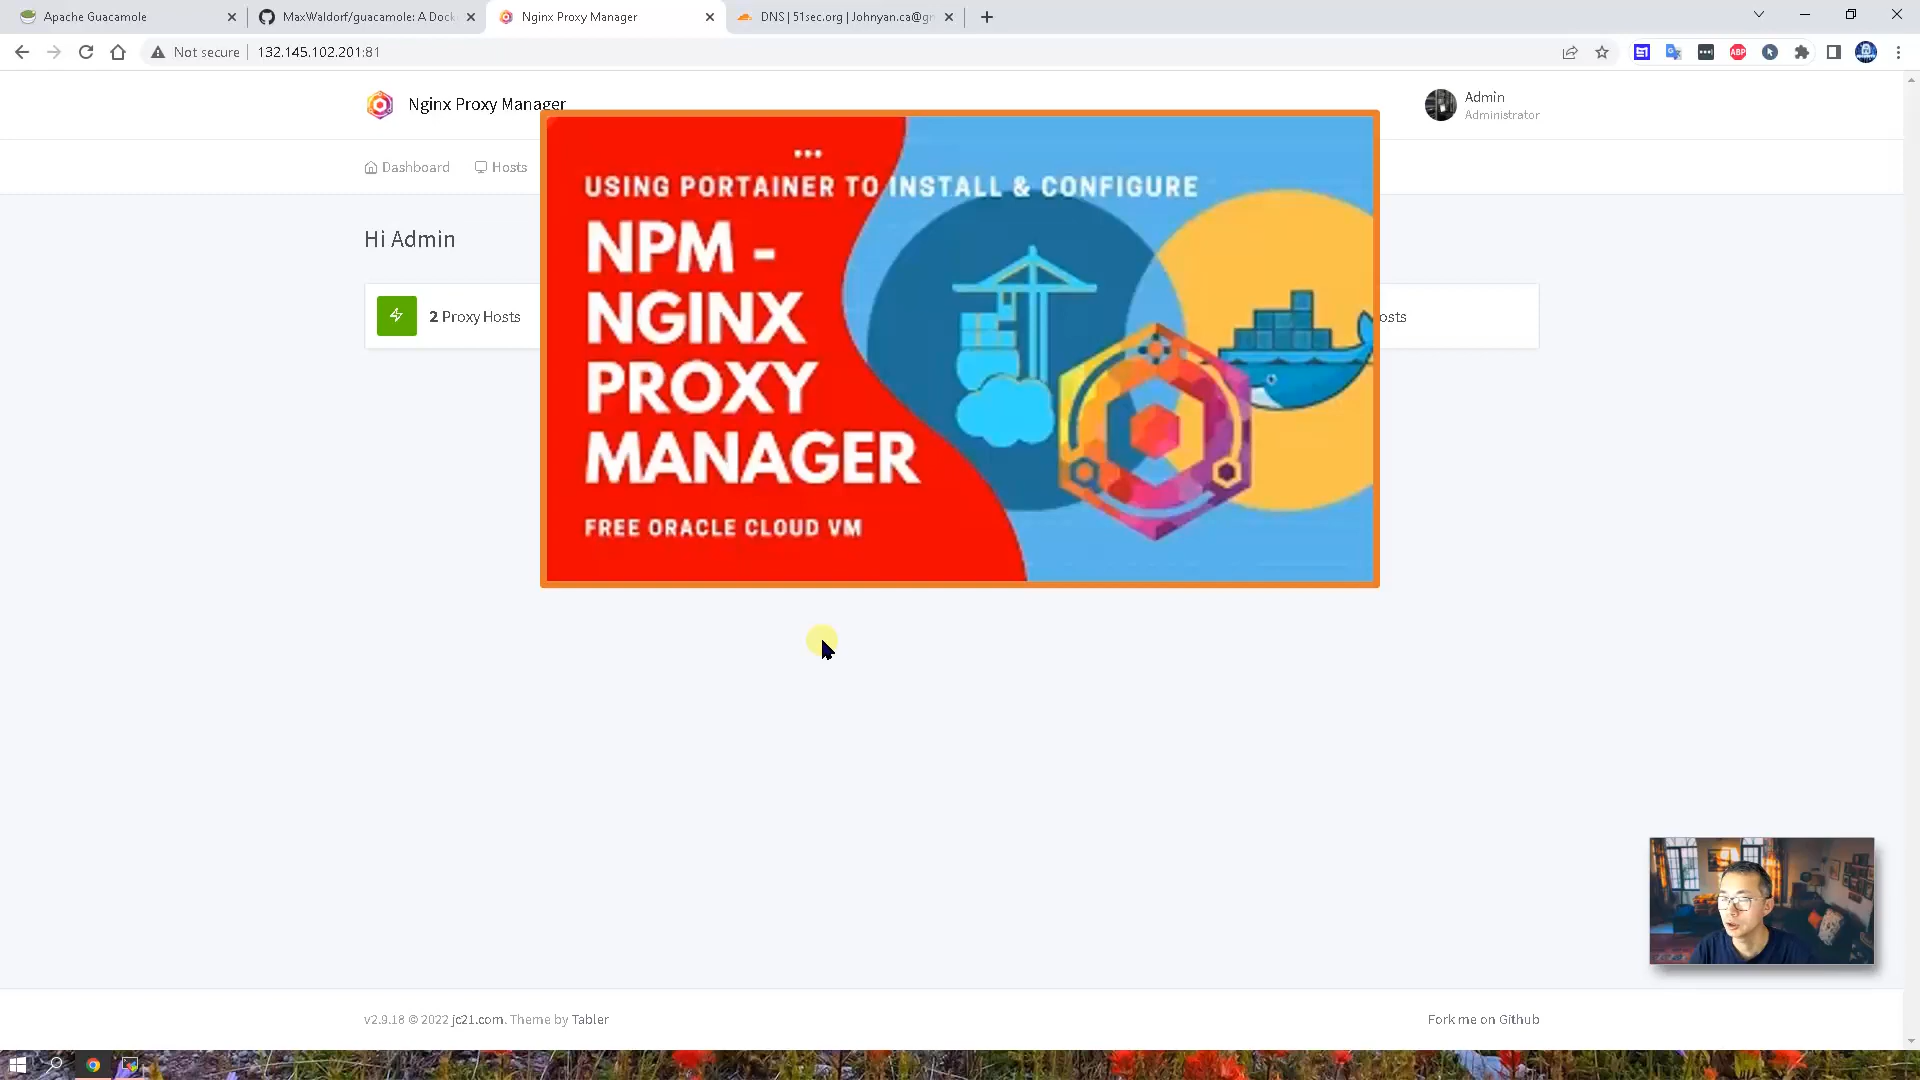 Apache Guacamole
MaxWaldorf/guacamole: A Dock
Nginx Proxy Manager
DNS | 51sec.org | Johnyan.ca@gm
Not secure
132.145.102.201:81
ABP
Nginx Proxy Manager
Admin
Administrator
Dashboard
Hosts
USING PORTAINER TO INSTALL & CONFIGURE
NPM -
NGINX
PROXY
MANAGER
FREE ORACLE CLOUD VM
Hi Admin
2 Proxy Hosts
osts
v2.9.18 © 2022 jc21.com. Theme by Tabler
Fork me on Github